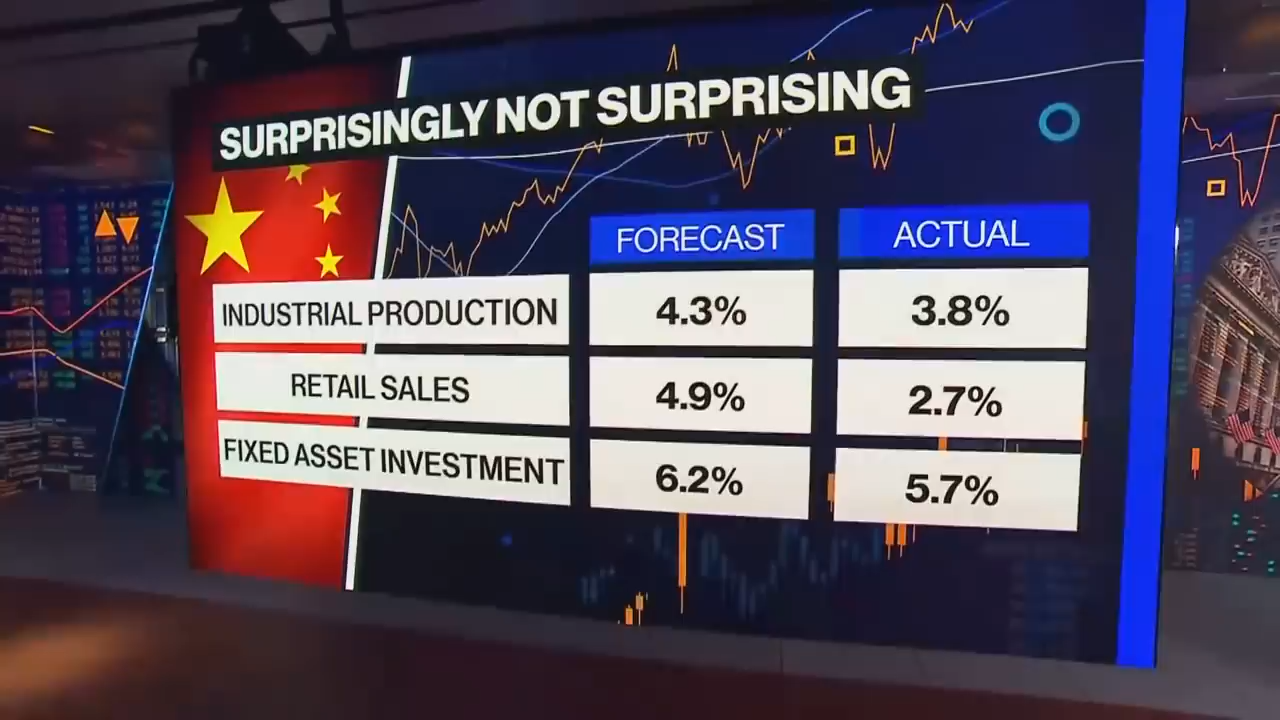 SURPRISINGLY NOT SURPRISING
FORECAST ACTUAL
INDUSTRIAL PRODUCTION 4.3% 3.8%
RETAIL SALES 4.9% 2.7%
FIXED ASSET INVESTMENT 6.2% 5.7%